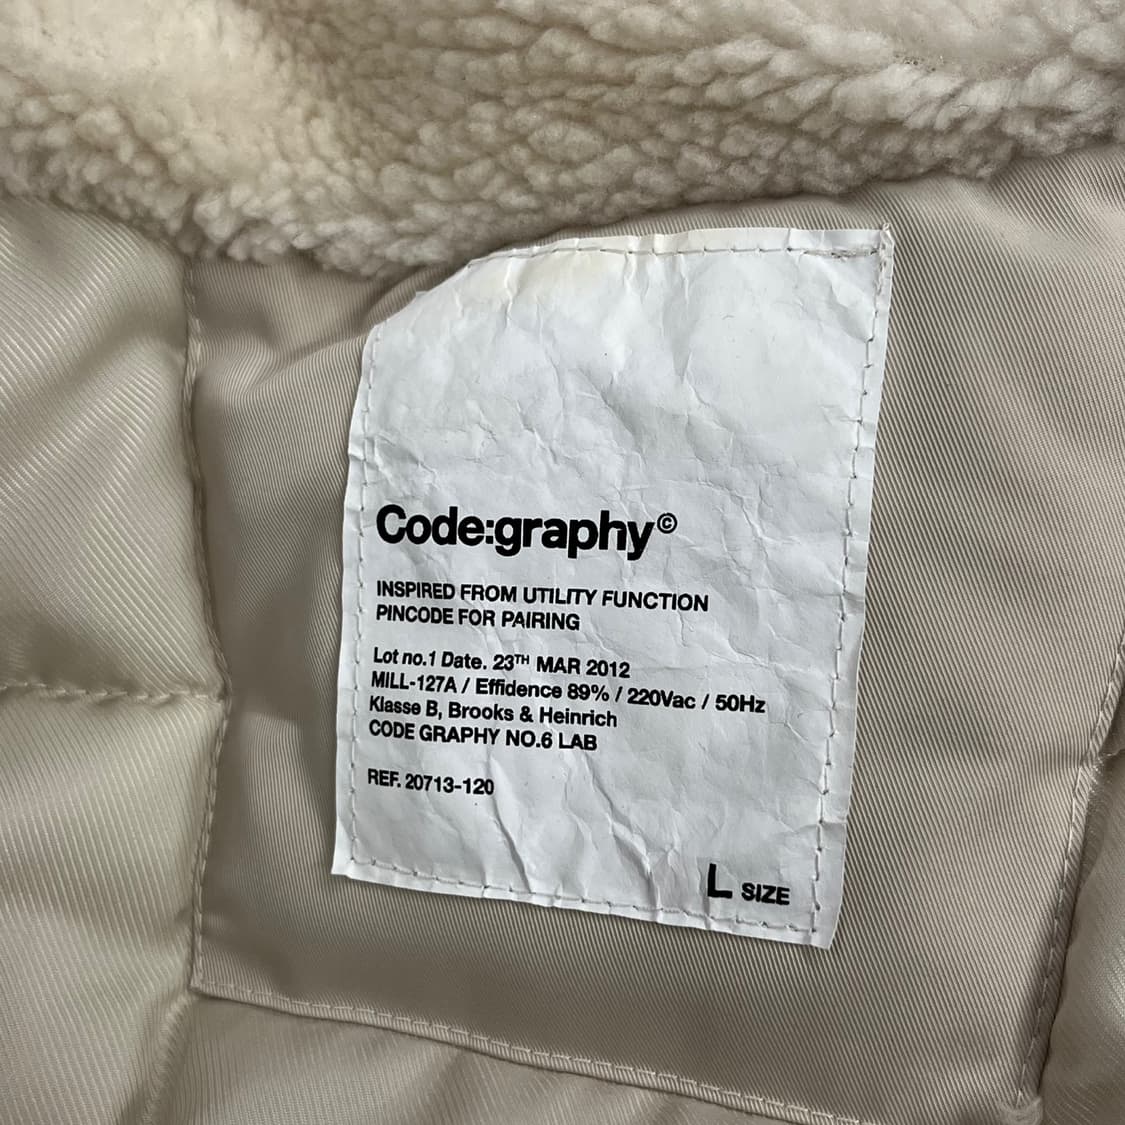 Code:graphy©
INSPIRED FROM UTILITY FUNCTION
PINCODE FOR PAIRING
Lot no.1 Date. 23TH MAR 2012
MILL-127A / Effidence 89% / 220Vac / 50Hz
Klasse B, Brooks & Heinrich
CODE GRAPHY NO.6 LAB
REF. 20713-120
L SIZE